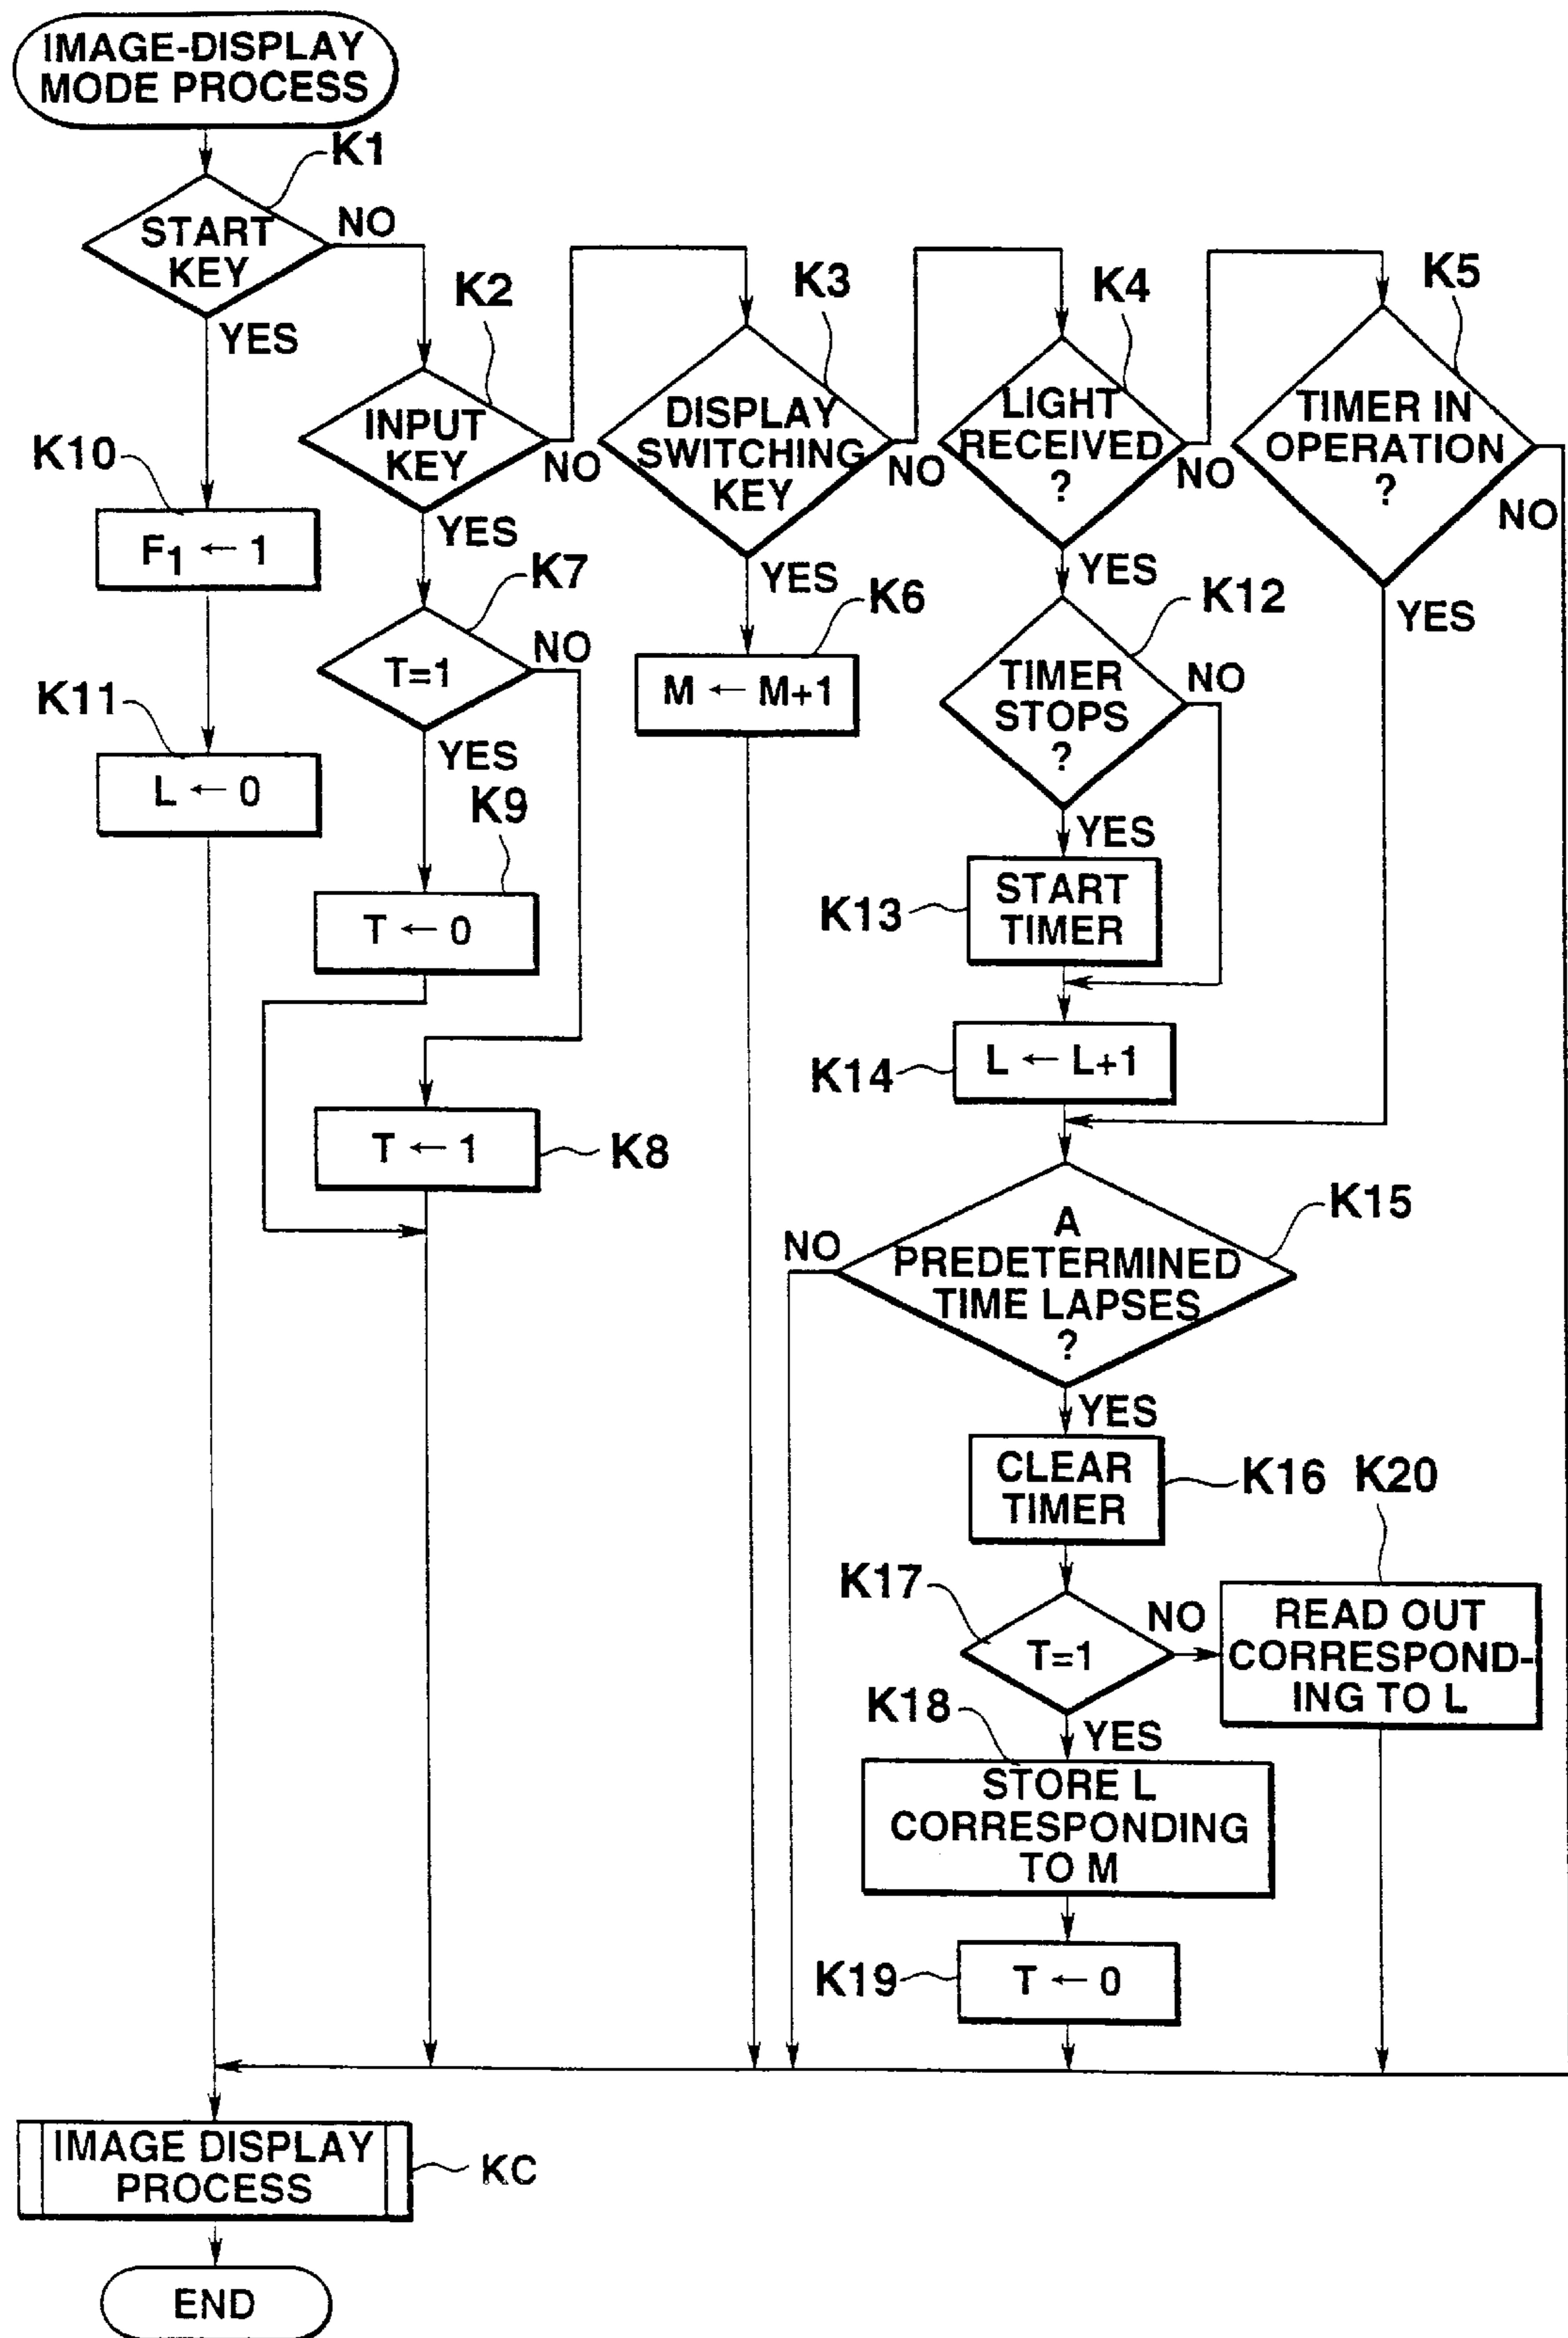 IMAGE-DISPLAY
MODE PROCESS
K1
START
KEY
NO
YES
K2
INPUT
KEY
NO
YES
K3
DISPLAY
SWITCHING
KEY
NO
YES
K4
LIGHT
RECEIVED
?
NO
YES
K5
TIMER IN
OPERATION
?
NO
YES
K10
F1 ← 1
K11
L ← 0
K7
T=1
NO
YES
K9
T ← 0
T ← 1
K8
K6
M ← M+1
K12
TIMER
STOPS
?
NO
YES
K13
START
TIMER
K14
L ← L+1
K15
A
PREDETERMINED
TIME LAPSES
?
NO
YES
CLEAR
TIMER
K16
K17
T=1
NO
YES
K20
READ OUT
CORRESPOND-
ING TO L
K18
STORE L
CORRESPONDING
TO M
K19
T ← 0
IMAGE DISPLAY
PROCESS
KC
END